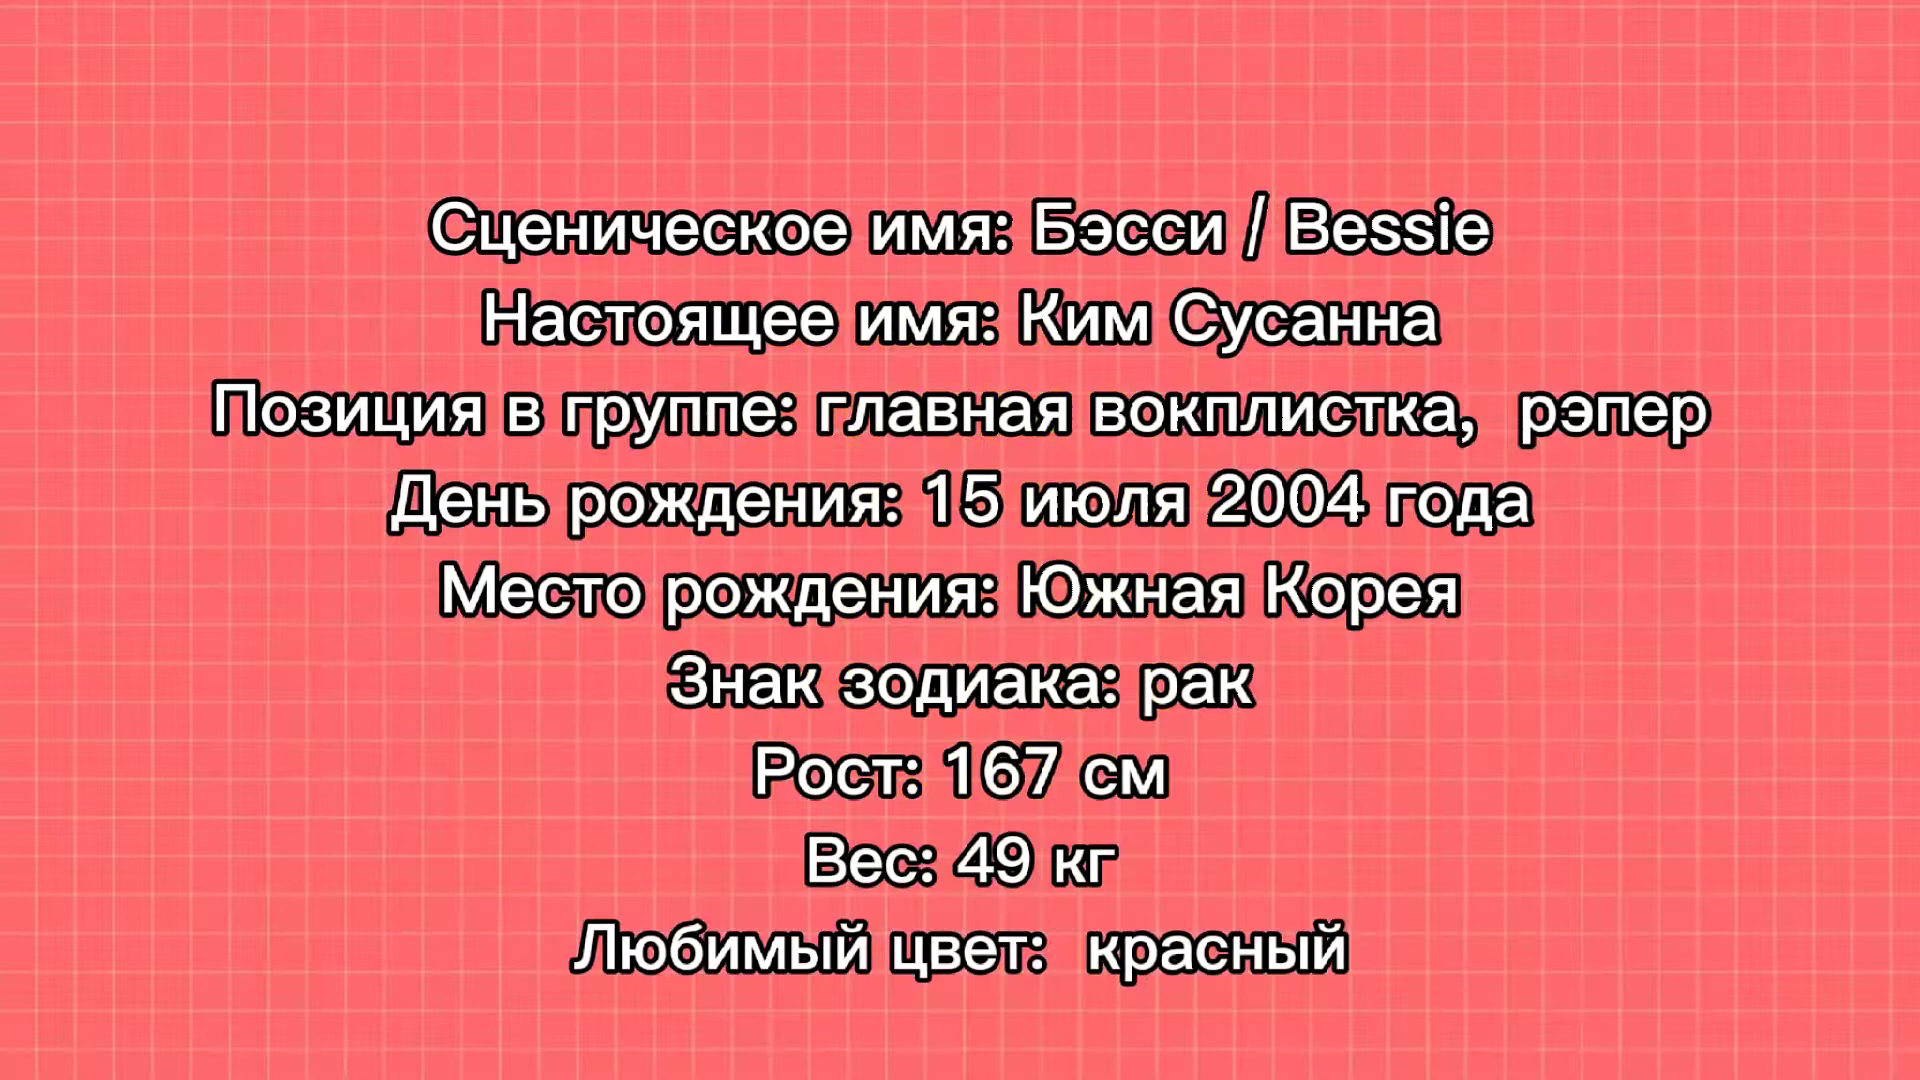 Сценическое имя: Бэсси / Bessie
Настоящее имя: Ким Сусанна
Позиция в группе: главная вокплистка, рэпер
День рождения: 15 июля 2004 года
Место рождения: Южная Корея
Знак зодиака: рак
Рост: 167 см
Вес: 49 кг
Любимый цвет: красный